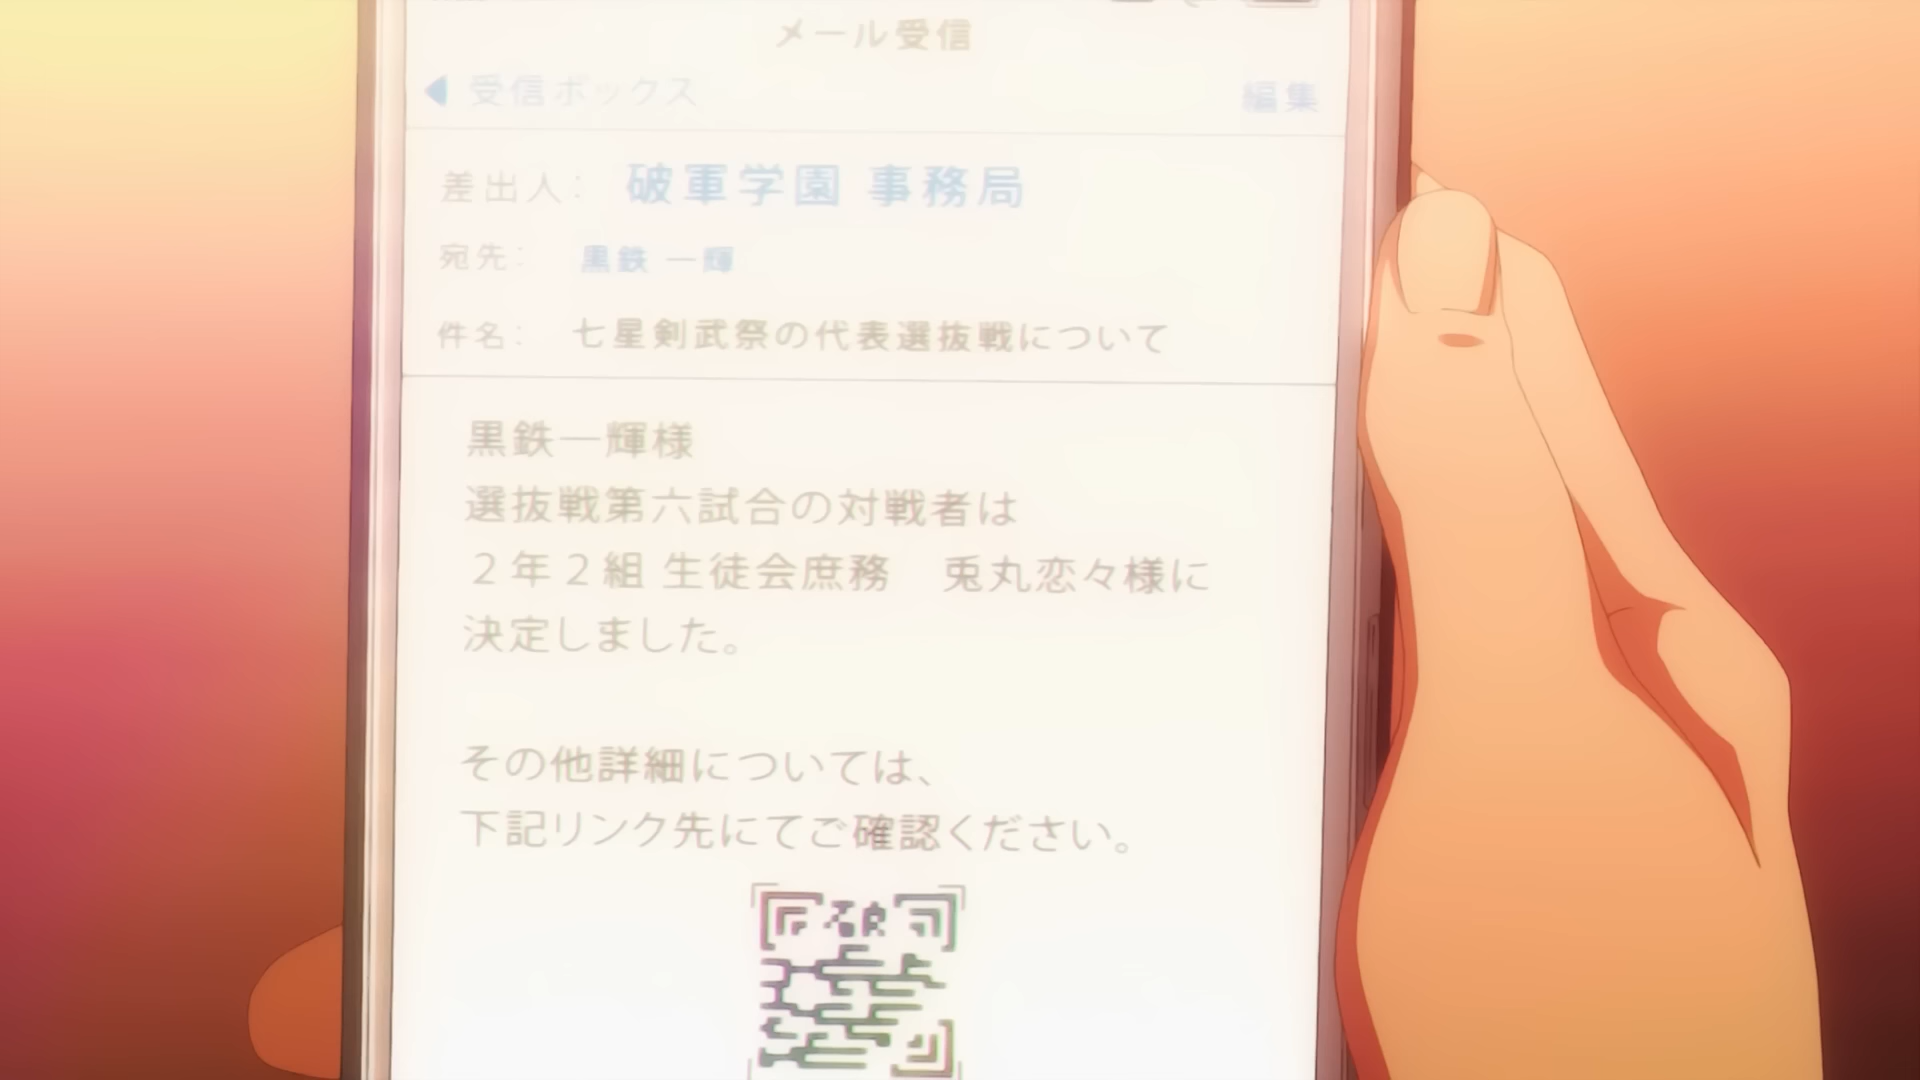 メール受信
受信ボックス 編集
差出人： 破軍学園 事務局
宛先： 黒鉄 一輝
件名： 七星剣武祭の代表選抜戦について
黒鉄一輝様
選抜戦第六試合の対戦者は
２年２組 生徒会庶務　兎丸恋々様に
決定しました。
その他詳細については、
下記リンク先にてご確認ください。
破